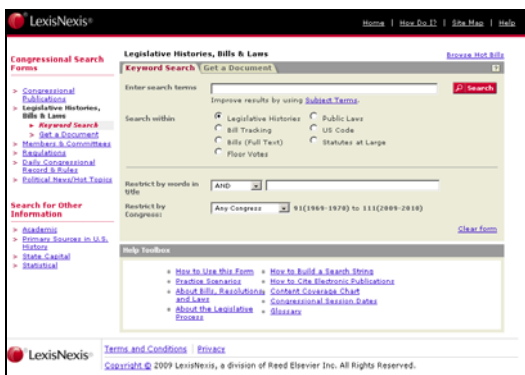 LexisNexis®
Home | How Do I? | Site Map | Help
Congressional Search Forms
> Congressional Publications
> Legislative Histories, Bills & Laws
> Keyword Search
> Get a Document
> Members & Committees
> Regulations
> Daily Congressional Record & Rules
> Political News/Hot Topics
Search for Other Information
> Academic
> Primary Sources in U.S. History
> State Capital
> Statistical
Legislative Histories, Bills & Laws
Browse Hot Bills
Keyword Search
Get a Document
Enter search terms
Search
Improve results by using Subject Terms.
Search within
Legislative Histories
Public Laws
Bill Tracking
US Code
Bills (Full Text)
Statutes at Large
Floor Votes
Restrict by words in title
AND
Restrict by Congress:
Any Congress
91(1969-1970) to 111(2009-2010)
Clear form
Help Toolbox
How to Use this Form
Practice Scenarios
About Bills, Resolutions and Laws
About the Legislative Process
How to Build a Search String
How to Cite Electronic Publications
Content Coverage Chart
Congressional Session Dates
Glossary
LexisNexis®
Terms and Conditions | Privacy
Copyright © 2009 LexisNexis, a division of Reed Elsevier Inc. All Rights Reserved.